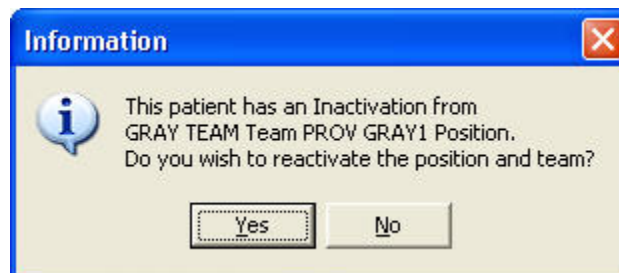 Information
This patient has an Inactivation from
GRAY TEAM Team PROV GRAY1 Position.
Do you wish to reactivate the position and team?
Yes
No